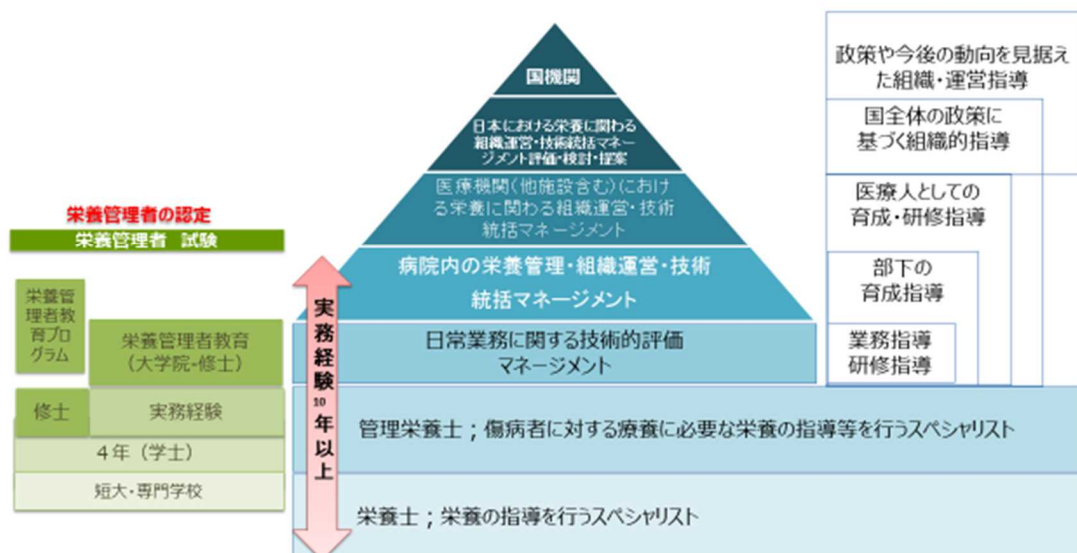 国機関
日本における栄養に関わる
組織運営・技術統括マネー
ジメント評価・検討・提案
医療機関(他施設含む)におけ
る栄養に関わる組織運営・技術
統括マネージメント
病院内の栄養管理・組織運営・技術
統括マネージメント
日常業務に関する技術的評価
マネージメント
管理栄養士；傷病者に対する療養に必要な栄養の指導等を行うスペシャリスト
栄養士；栄養の指導を行うスペシャリスト
実務経験10年以上
栄養管理者の認定
栄養管理者 試験
栄養管
理者教
育プロ
グラム
栄養管理者教育
(大学院-修士)
修士
実務経験
4年(学士)
短大・専門学校
政策や今後の動向を見据え
た組織・運営指導
国全体の政策に
基づく組織的指導
医療人としての
育成・研修指導
部下の
育成指導
業務指導
研修指導